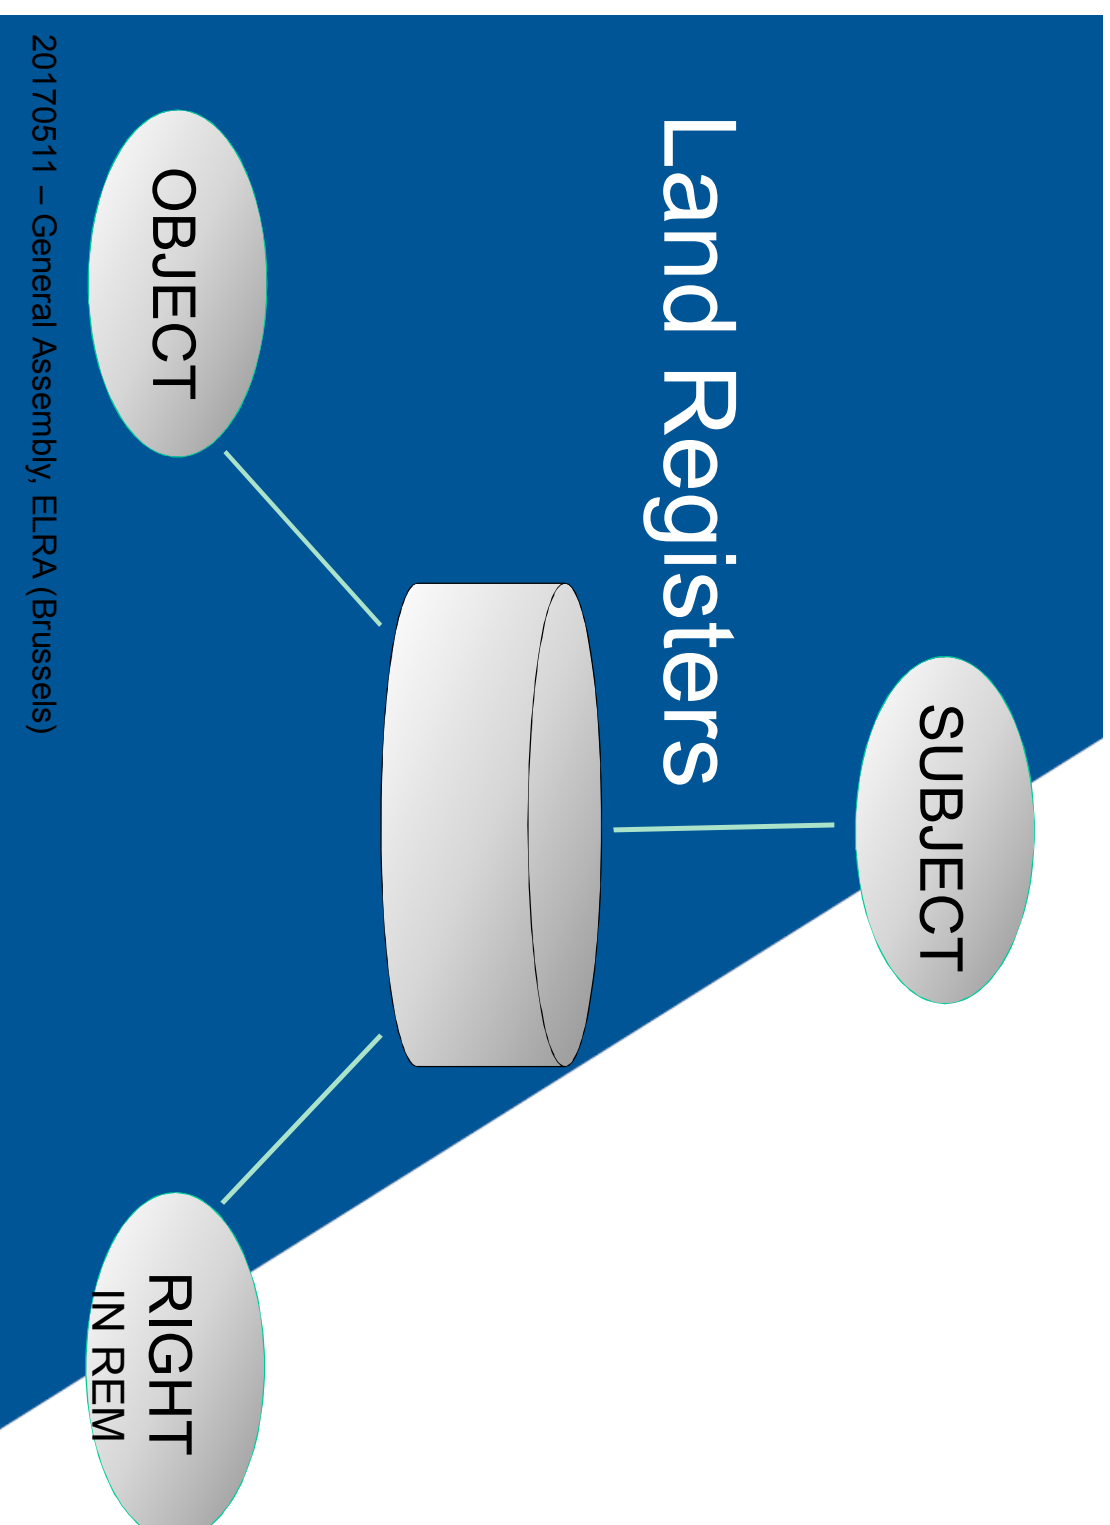 Land Registers
SUBJECT
OBJECT
RIGHT
IN REM
20170511 – General Assembly, ELRA (Brussels)